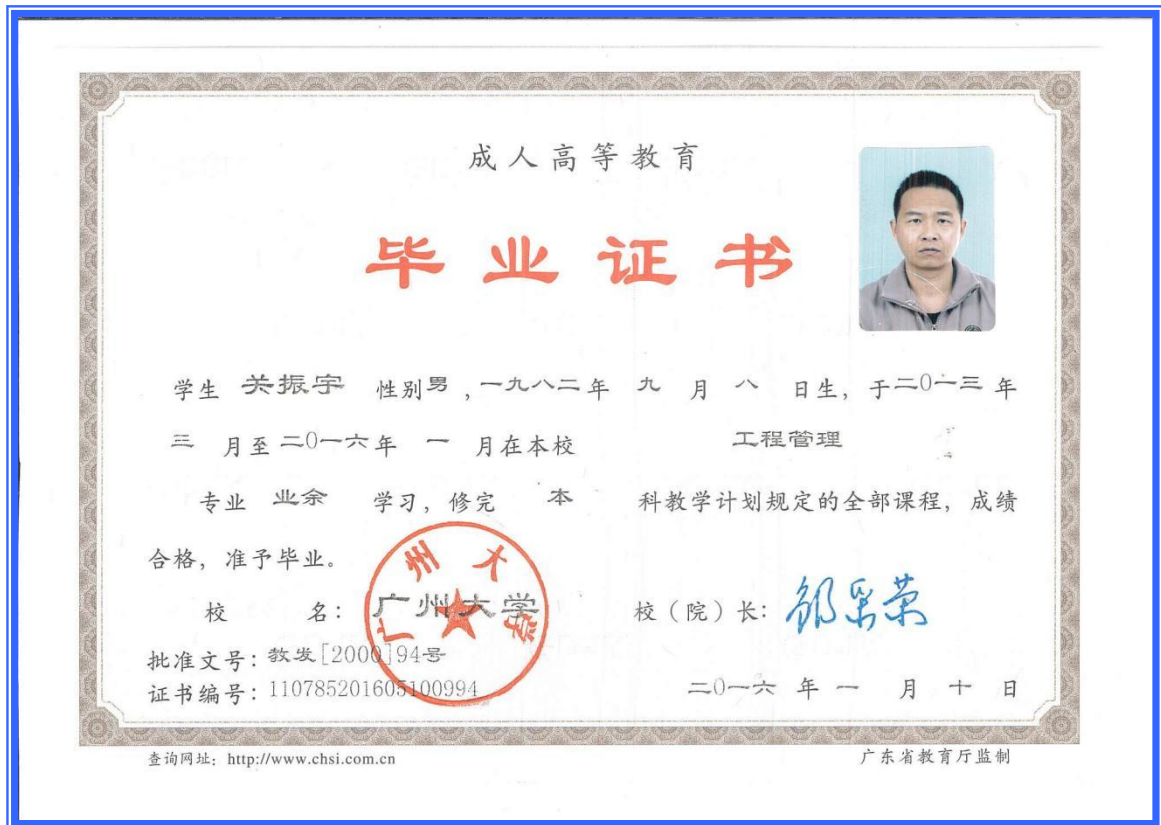 成人高等教育
毕业证书
学生 关振宇 性别 男 ，一九八二年 九 月 八 日生，于二0一三 年
三 月至 二0一六年 一 月在本校 工程管理
专业 业余 学习，修完 本 科教学计划规定的全部课程，成绩
合格，准予毕业。
校 名：广州大学
校（院）长：邹采荣
批准文号：教发[2000]94号
证书编号：110785201605100994
二0一六 年 一 月 十 日
广州大学
查询网址：http://www.chsi.com.cn
广东省教育厅监制